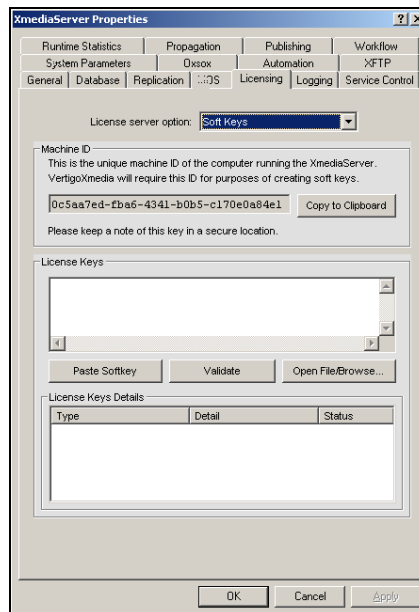 XmediaServer Properties
Runtime Statistics Propagation Publishing Workflow
System Parameters Oxsox Automation XFTP
General Database Replication Licensing Logging Service Control
License server option: Soft Keys
Machine ID
This is the unique machine ID of the computer running the XmediaServer.
VertigoXmedia will require this ID for purposes of creating soft keys.
0c5aa7ed-fba6-4341-b0b5-c170e0a84e1 Copy to Clipboard
Please keep a note of this key in a secure location.
License Keys
Paste Softkey Validate Open File/Browse...
License Keys Details
Type Detail Status
OK Cancel Apply